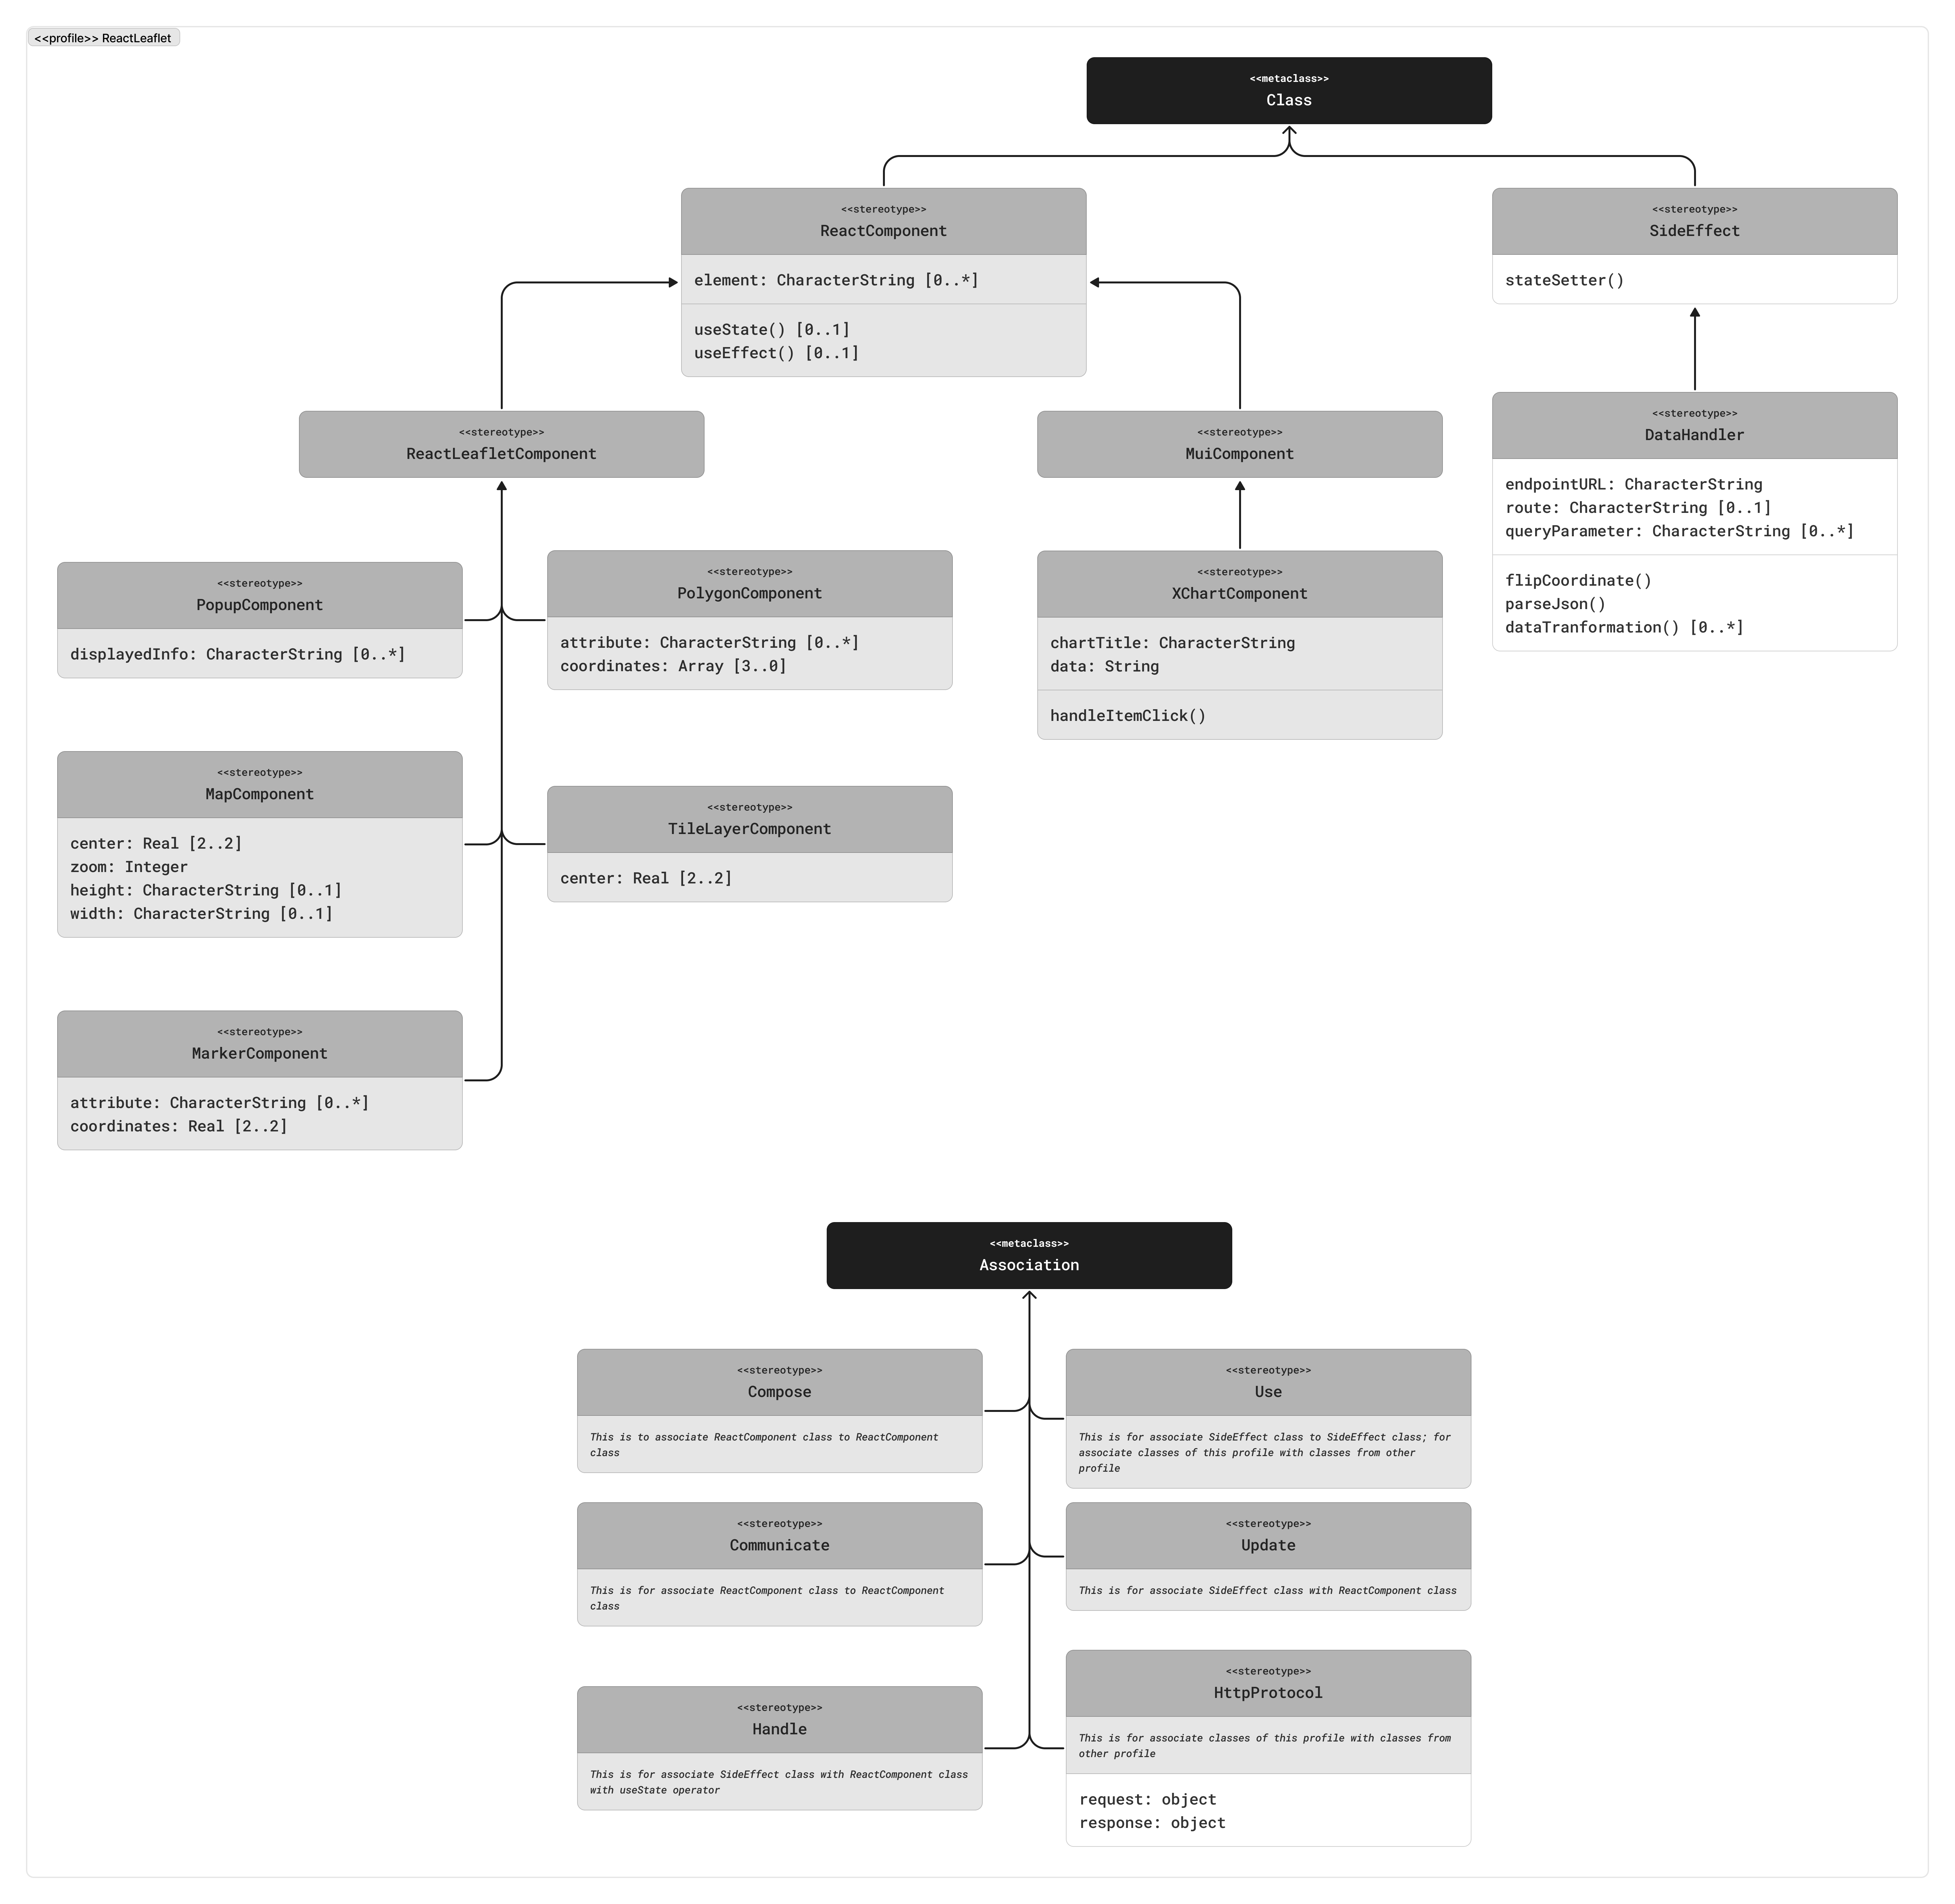 <<profile>> ReactLeaflet
<<metaclass>>
Class
<<stereotype>>
ReactComponent
element: CharacterString [0..*]
useState() [0..1]
useEffect() [0..1]
<<stereotype>>
SideEffect
stateSetter()
<<stereotype>>
ReactLeafletComponent
<<stereotype>>
MuiComponent
<<stereotype>>
DataHandler
endpointURL: CharacterString
route: CharacterString [0..1]
queryParameter: CharacterString [0..*]
flipCoordinate()
parseJson()
dataTranformation() [0..*]
<<stereotype>>
PopupComponent
displayedInfo: CharacterString [0..*]
<<stereotype>>
PolygonComponent
attribute: CharacterString [0..*]
coordinates: Array [3..0]
<<stereotype>>
XChartComponent
chartTitle: CharacterString
data: String
handleItemClick()
<<stereotype>>
MapComponent
center: Real [2..2]
zoom: Integer
height: CharacterString [0..1]
width: CharacterString [0..1]
<<stereotype>>
TileLayerComponent
center: Real [2..2]
<<stereotype>>
MarkerComponent
attribute: CharacterString [0..*]
coordinates: Real [2..2]
<<metaclass>>
Association
<<stereotype>>
Compose
This is to associate ReactComponent class to ReactComponent
class
<<stereotype>>
Use
This is for associate SideEffect class to SideEffect class; for
associate classes of this profile with classes from other
profile
<<stereotype>>
Communicate
This is for associate ReactComponent class to ReactComponent
class
<<stereotype>>
Update
This is for associate SideEffect class with ReactComponent class
<<stereotype>>
Handle
This is for associate SideEffect class with ReactComponent class
with useState operator
<<stereotype>>
HttpProtocol
This is for associate classes of this profile with classes from
other profile
request: object
response: object